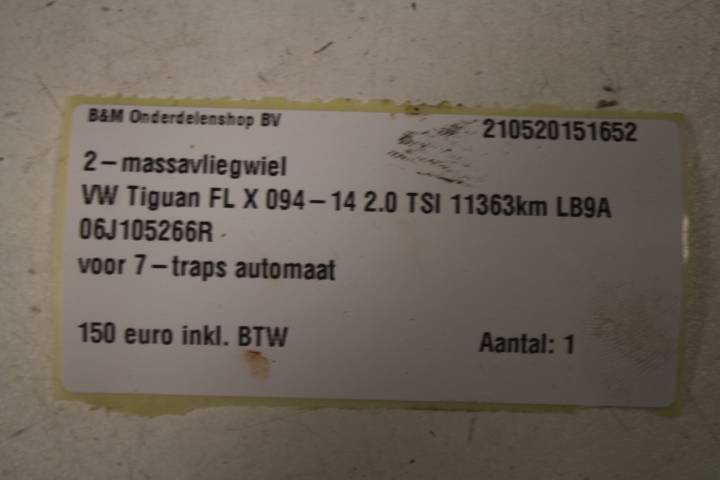 B&M Onderdelenshop BV 210520151652
2-massavliegwiel
VW Tiguan FL X 094-14 2.0 TSI 11363km LB9A
06J105266R
voor 7-traps automaat
150 euro inkl. BTW Aantal: 1